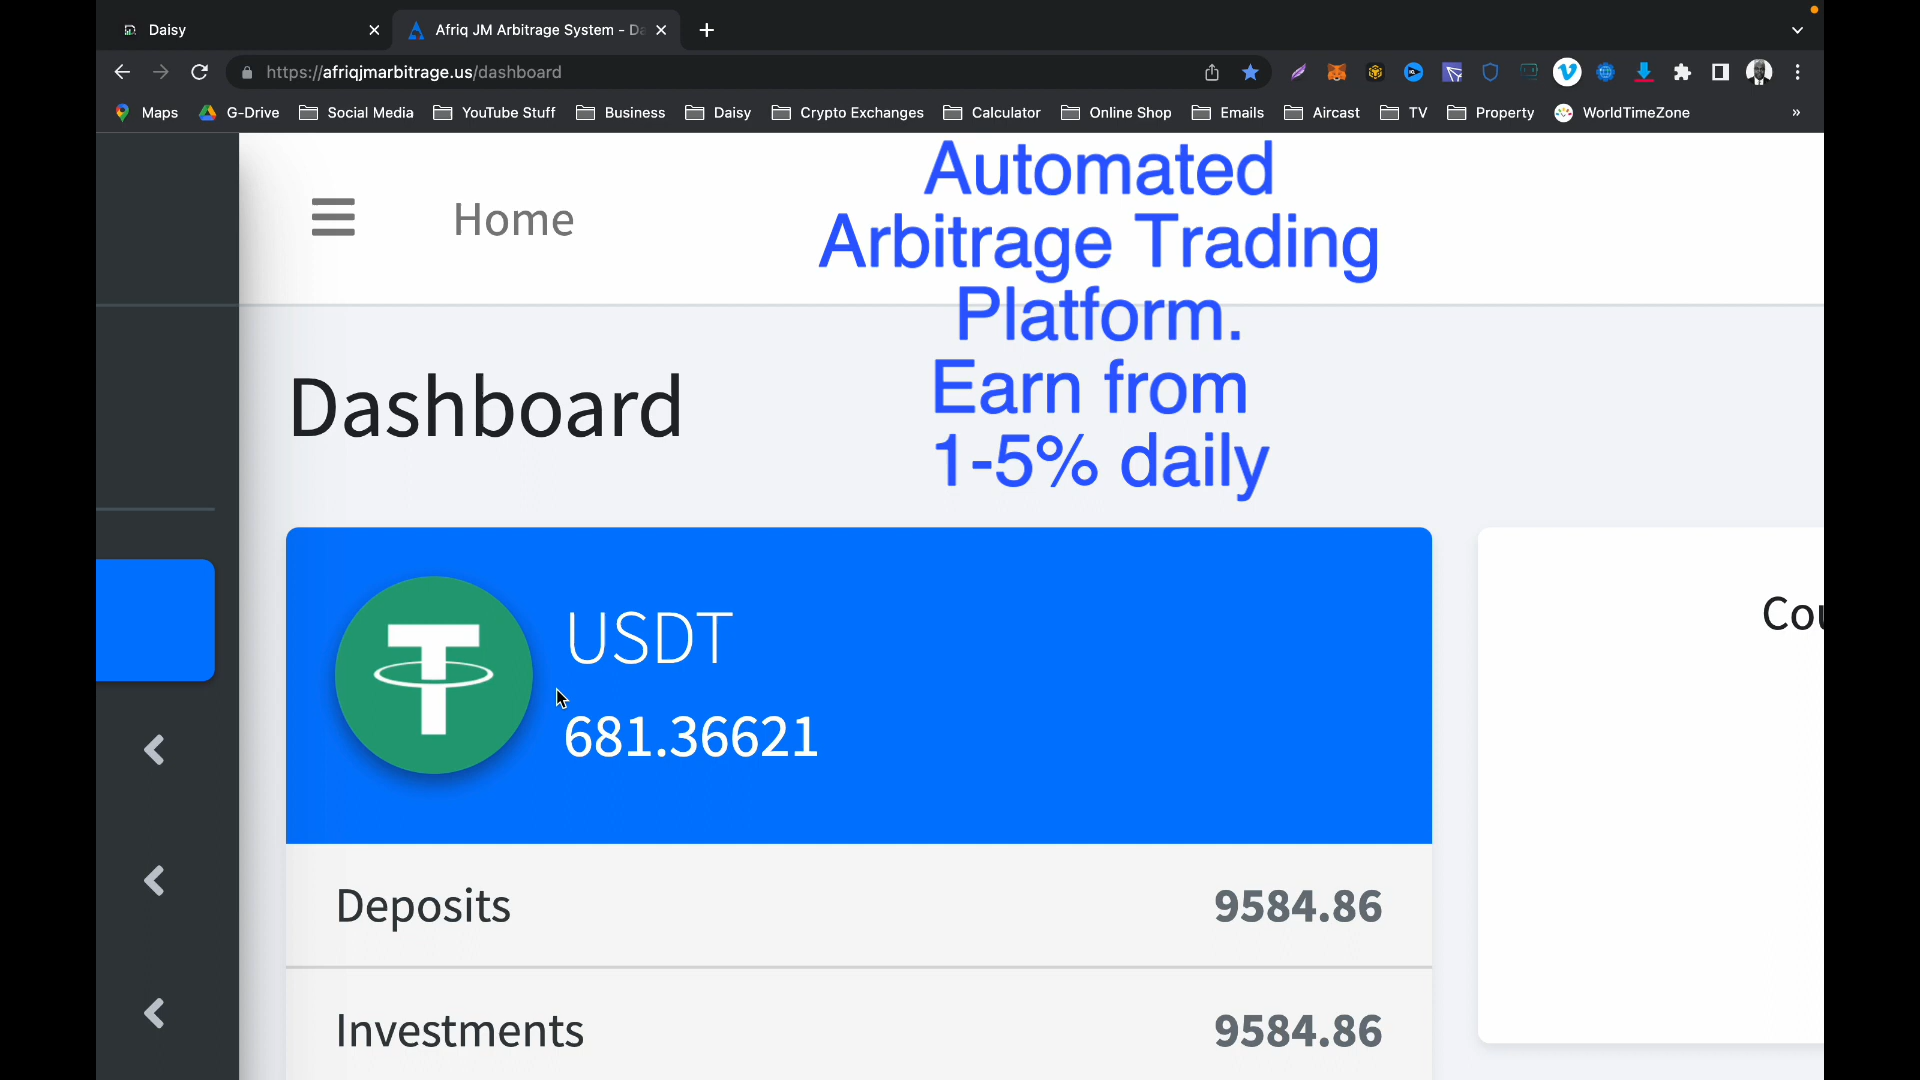 Daisy
Afriq JM Arbitrage System - Da
https://afriqjmarbitrage.us/dashboard
Maps G-Drive Social Media YouTube Stuff Business Daisy Crypto Exchanges Calculator Online Shop Emails Aircast TV Property WorldTimeZone »
Home
Automated
Arbitrage Trading
Platform.
Earn from
1-5% daily
Dashboard
USDT
681.36621
Cou
Deposits 9584.86
Investments 9584.86